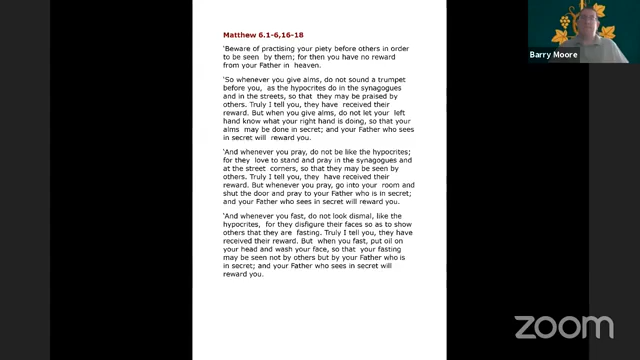 Matthew 6.1-6,16-18
'Beware of practising your piety before others in order
to be seen by them; for then you have no reward
from your Father in heaven.
'So whenever you give alms, do not sound a trumpet
before you, as the hypocrites do in the synagogues
and in the streets, so that they may be praised by
others. Truly I tell you, they have received their
reward. But when you give alms, do not let your left
hand know what your right hand is doing, so that your
alms may be done in secret; and your Father who sees
in secret will reward you.
'And whenever you pray, do not be like the hypocrites;
for they love to stand and pray in the synagogues and
at the street corners, so that they may be seen by
others. Truly I tell you, they have received their
reward. But whenever you pray, go into your room and
shut the door and pray to your Father who is in secret;
and your Father who sees in secret will reward you.
'And whenever you fast, do not look dismal, like the
hypocrites, for they disfigure their faces so as to show
others that they are fasting. Truly I tell you, they have
received their reward. But when you fast, put oil on
your head and wash your face, so that your fasting
may be seen not by others but by your Father who is
in secret; and your Father who sees in secret will
reward you.
Barry Moore
zoom